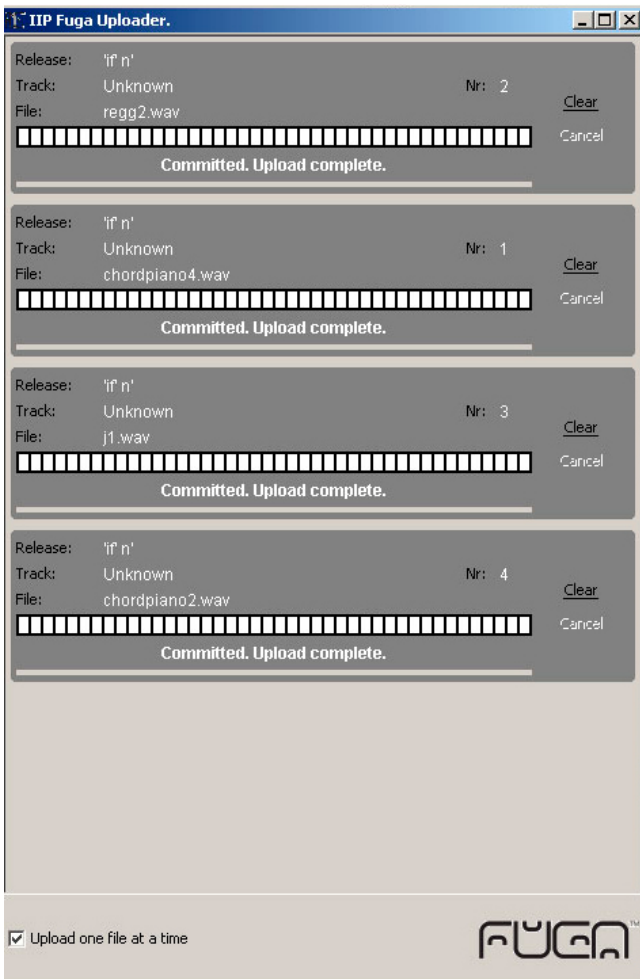 IIP Fuga Uploader.
Release: 'if' n'
Track: Unknown Nr: 2
File: regg2.wav
Clear
Cancel
Committed. Upload complete.
Release: 'if' n'
Track: Unknown Nr: 1
File: chordpiano4.wav
Clear
Cancel
Committed. Upload complete.
Release: 'if' n'
Track: Unknown Nr: 3
File: j1.wav
Clear
Cancel
Committed. Upload complete.
Release: 'if' n'
Track: Unknown Nr: 4
File: chordpiano2.wav
Clear
Cancel
Committed. Upload complete.
Upload one file at a time
FUGA™